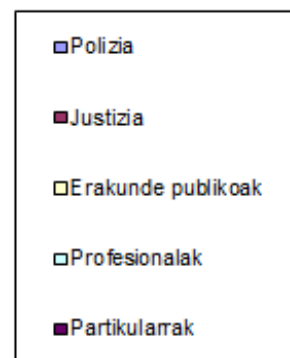 Polizia
Justizia
Erakunde publikoak
Profesionalak
Partikularrak